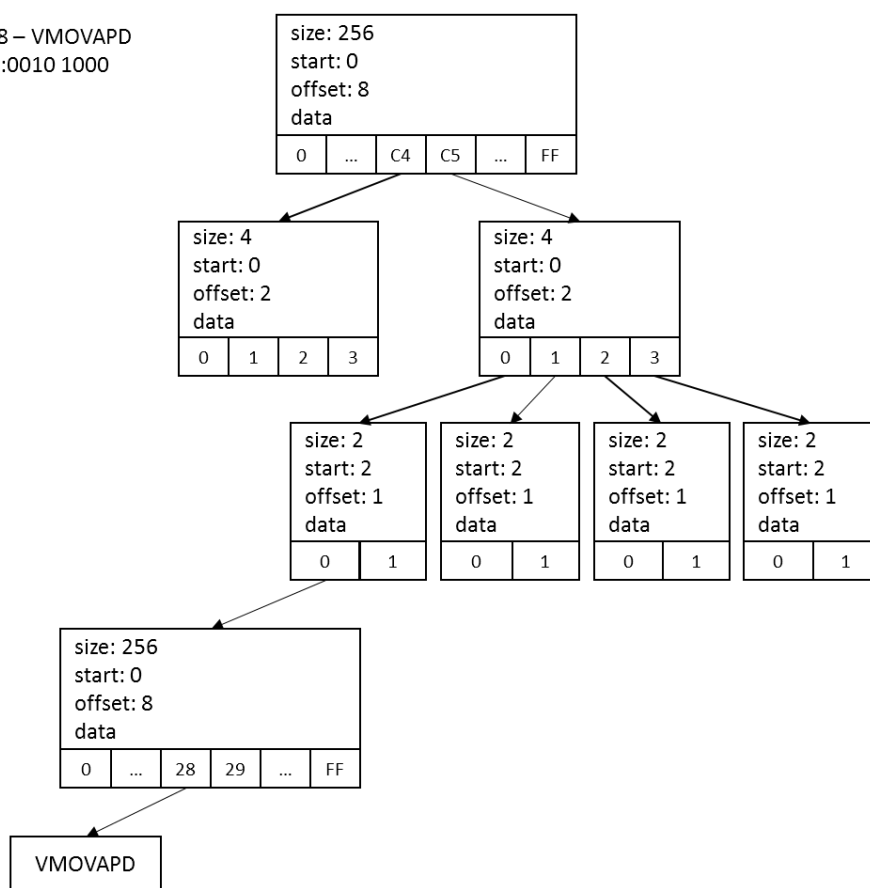 8 – VMOVAPD
:0010 1000
size: 256
start: 0
offset: 8
data
0 ... C4 C5 ... FF
size: 4
start: 0
offset: 2
data
0 1 2 3
size: 4
start: 0
offset: 2
data
0 1 2 3
size: 2
start: 2
offset: 1
data
0 1
size: 2
start: 2
offset: 1
data
0 1
size: 2
start: 2
offset: 1
data
0 1
size: 2
start: 2
offset: 1
data
0 1
size: 256
start: 0
offset: 8
data
0 ... 28 29 ... FF
VMOVAPD